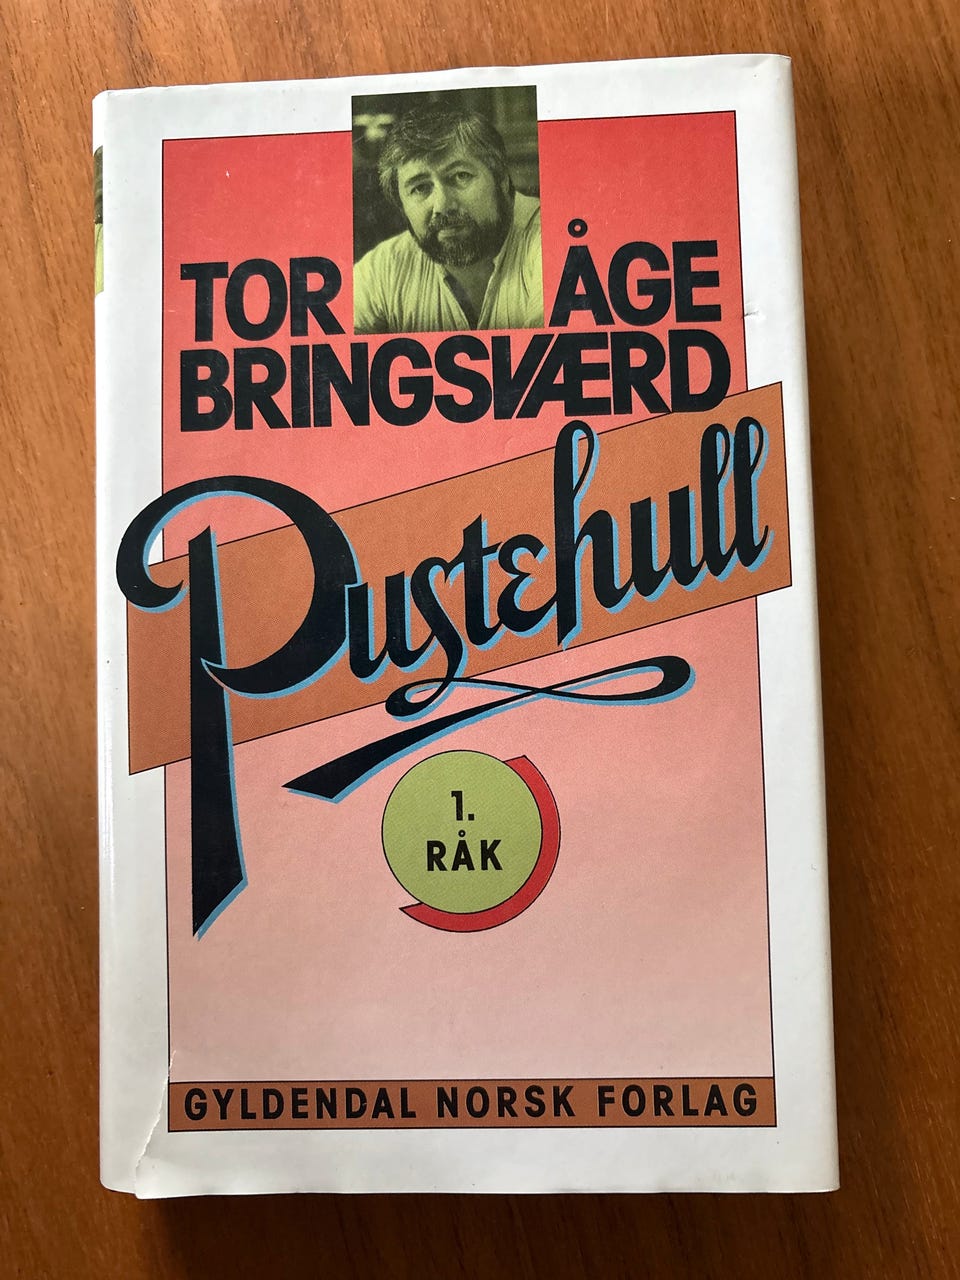 TOR ÅGE
BRINGSVÆRD
Pustehull
1.
RÅK
GYLDENDAL NORSK FORLAG